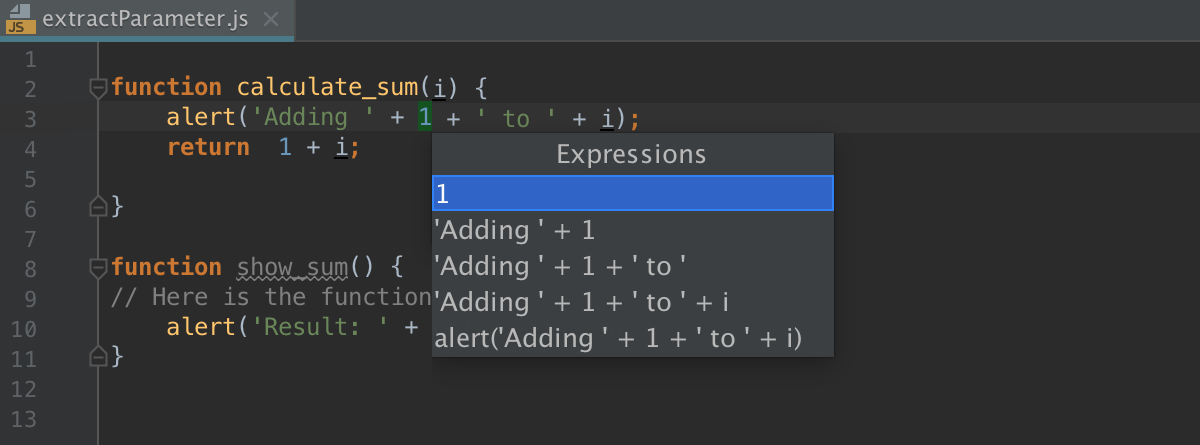 JS extractParameter.js
1
2 function calculate_sum(i) {
3 alert('Adding ' + 1 + ' to ' + i);
4 return  1 + i;
5
6 }
7
8 function show_sum() {
9 // Here is the function
10 alert('Result: ' +
11 }
12
13
Expressions
1
'Adding ' + 1
'Adding ' + 1 + ' to '
'Adding ' + 1 + ' to ' + i
alert('Adding ' + 1 + ' to ' + i)